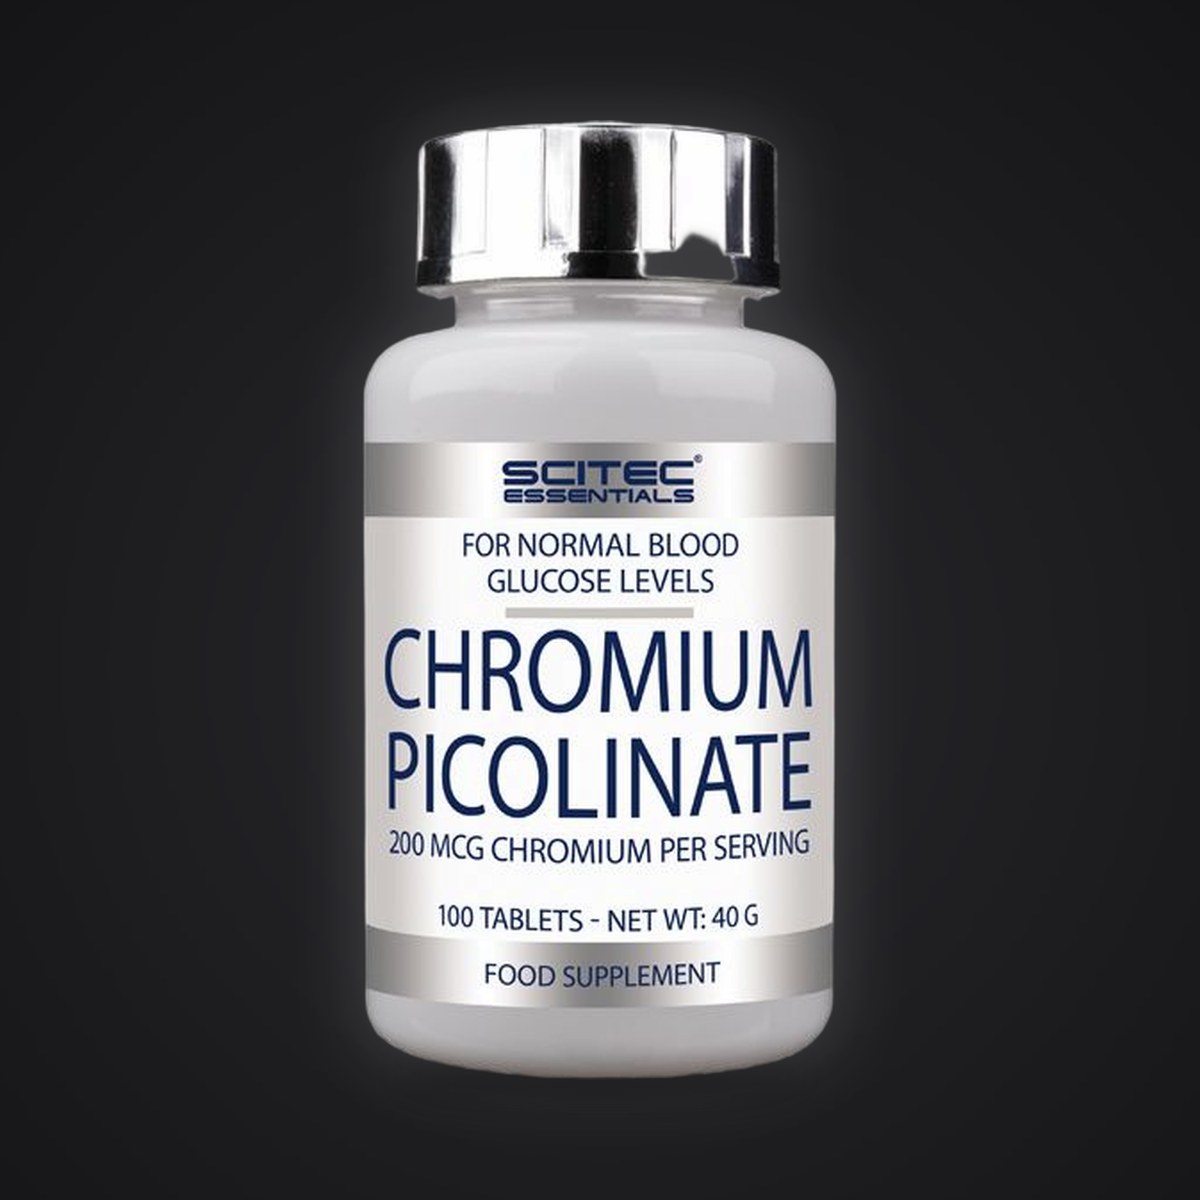 SCITEC®
ESSENTIALS
FOR NORMAL BLOOD
GLUCOSE LEVELS
CHROMIUM
PICOLINATE
200 MCG CHROMIUM PER SERVING
100 TABLETS - NET WT: 40 G
FOOD SUPPLEMENT